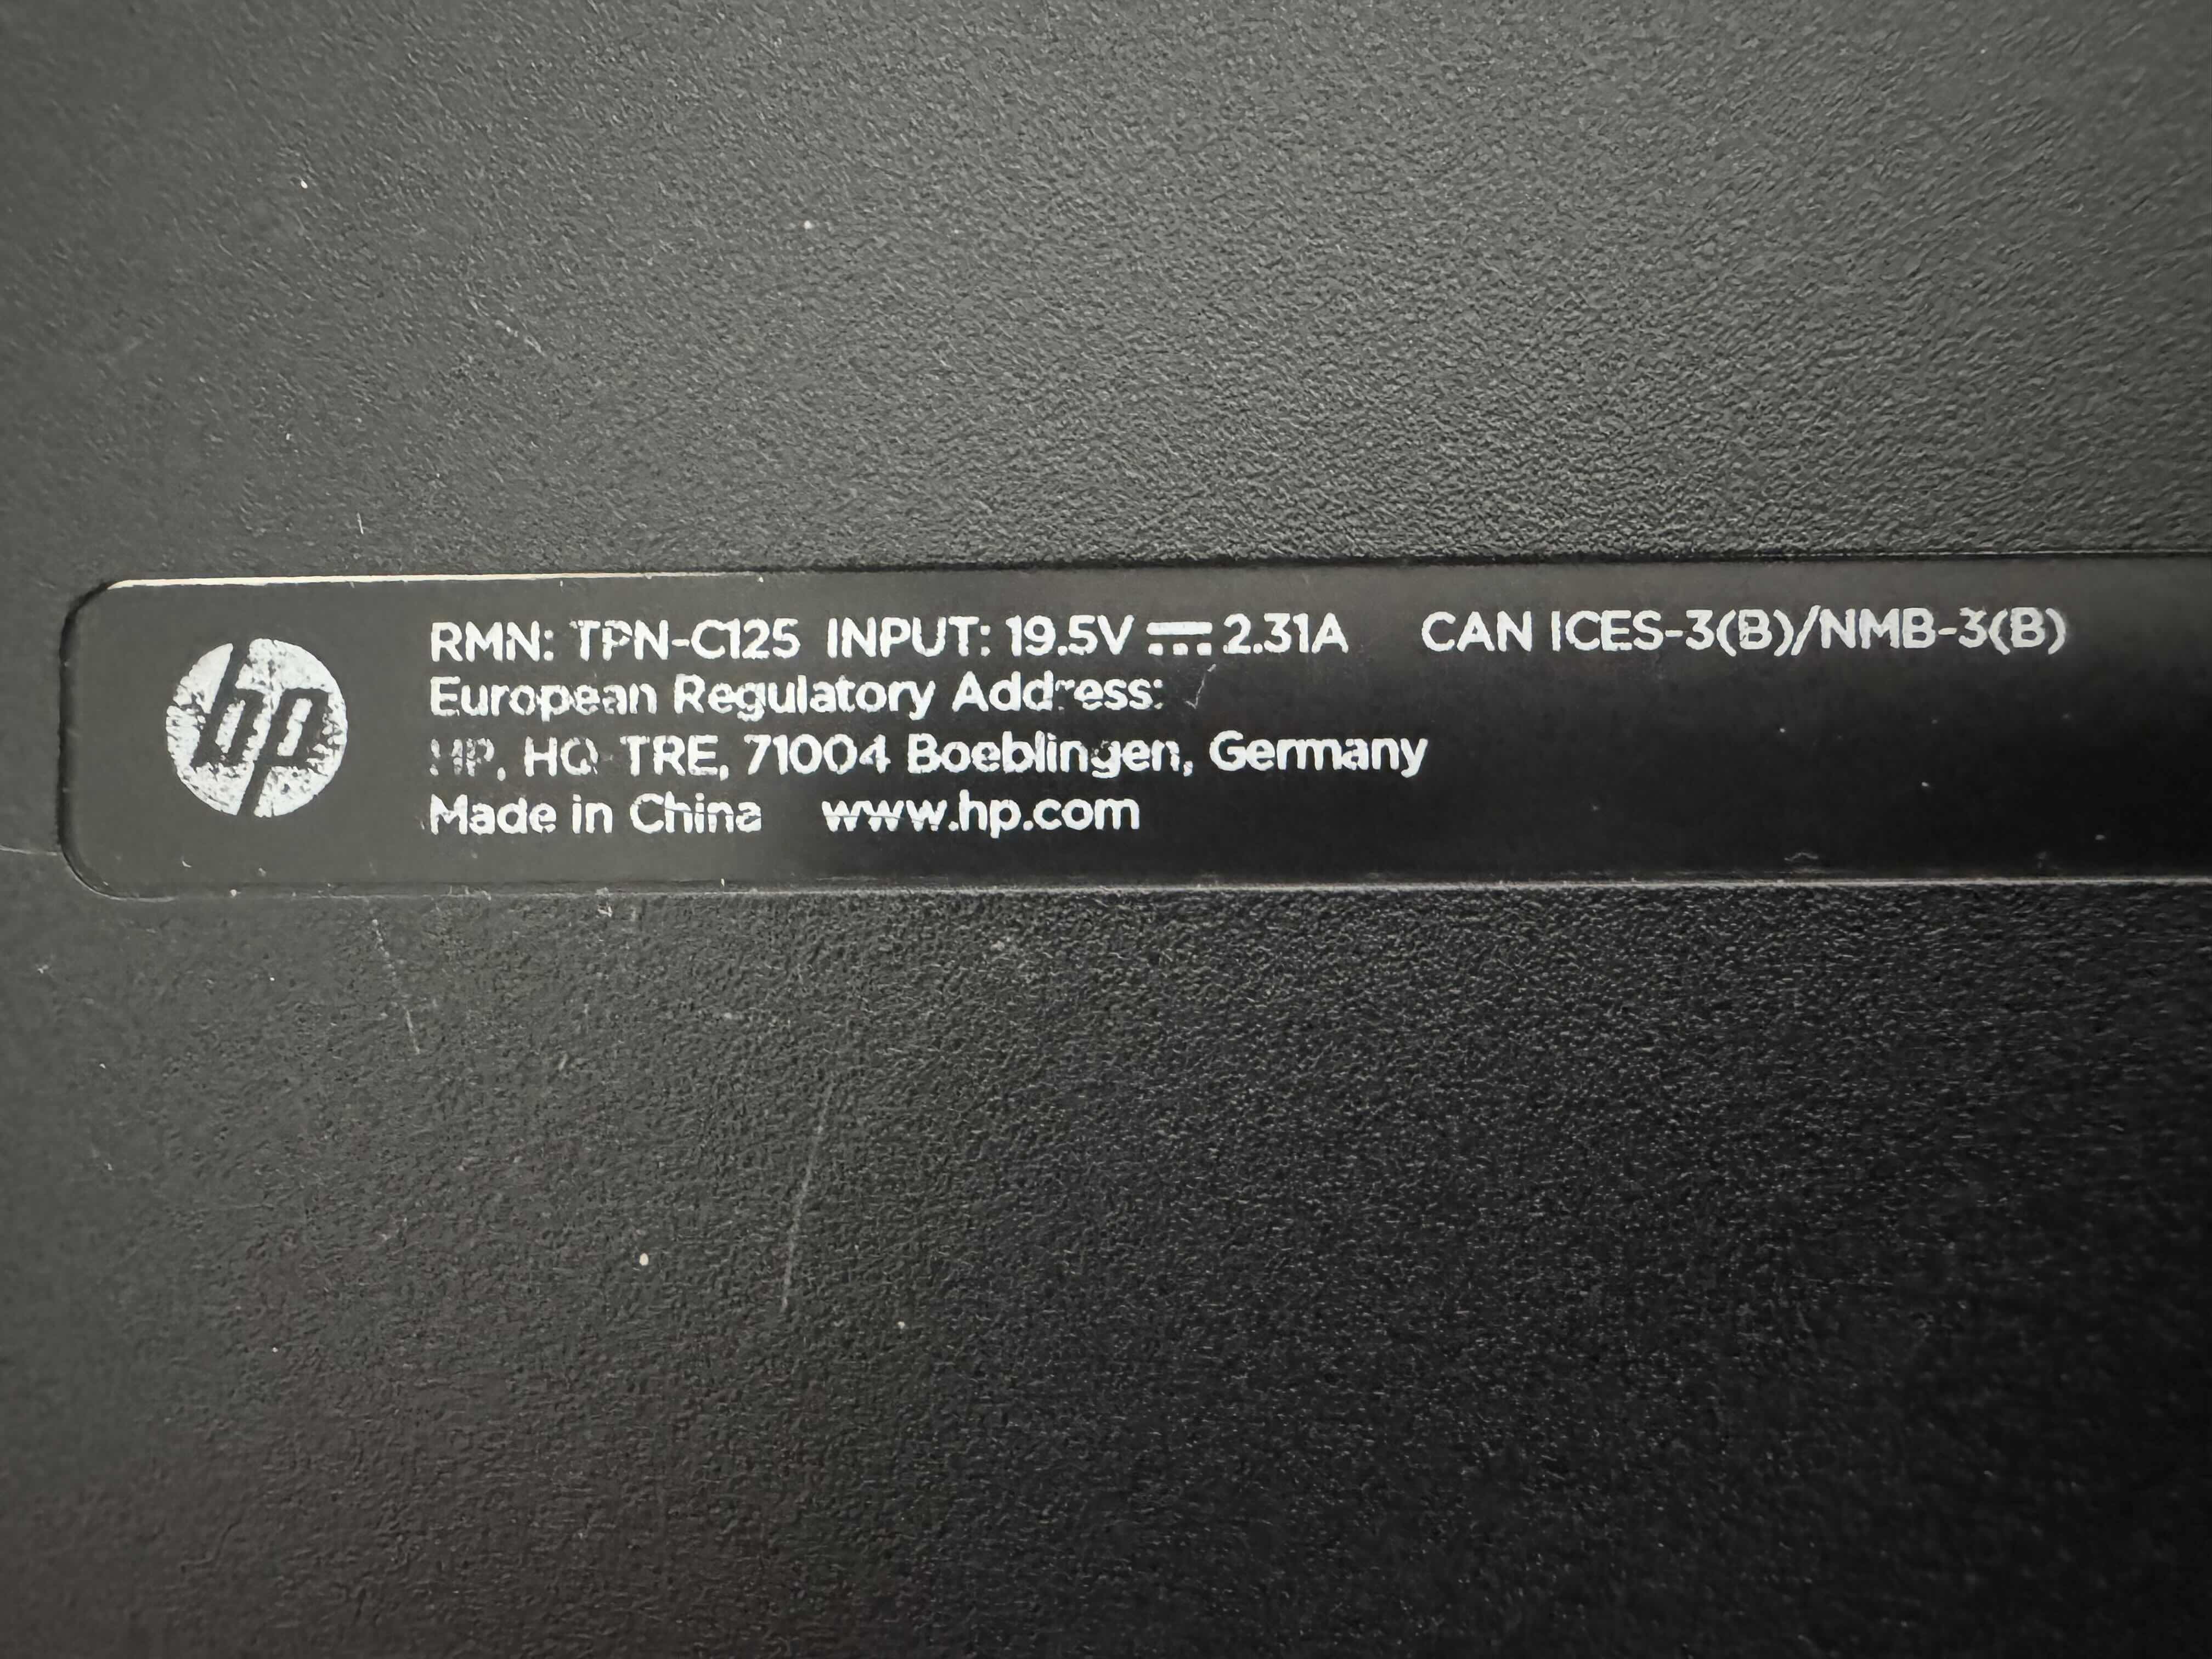 hp
RMN: TPN-C125 INPUT: 19.5V ⎓ 2.31A CAN ICES-3(B)/NMB-3(B)
European Regulatory Address:
HP, HQ-TRE, 71004 Boeblingen, Germany
Made in China www.hp.com